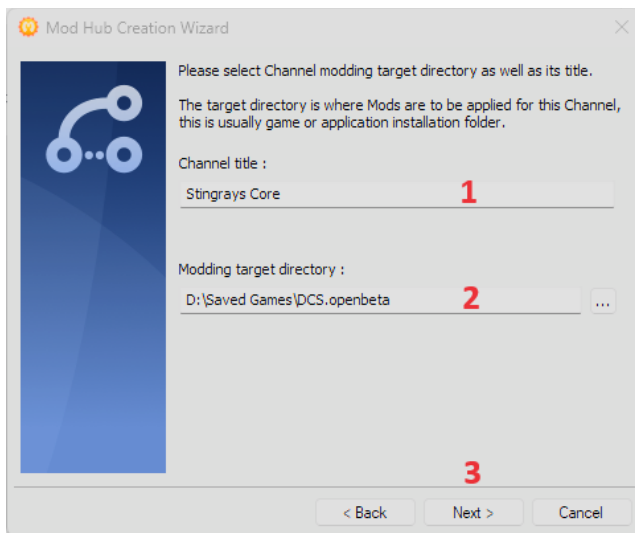 Mod Hub Creation Wizard
Please select Channel modding target directory as well as its title.
The target directory is where Mods are to be applied for this Channel,
this is usually game or application installation folder.
Channel title :
Stingrays Core 1
Modding target directory :
D:\Saved Games\DCS.openbeta 2 ...
3
< Back Next > Cancel